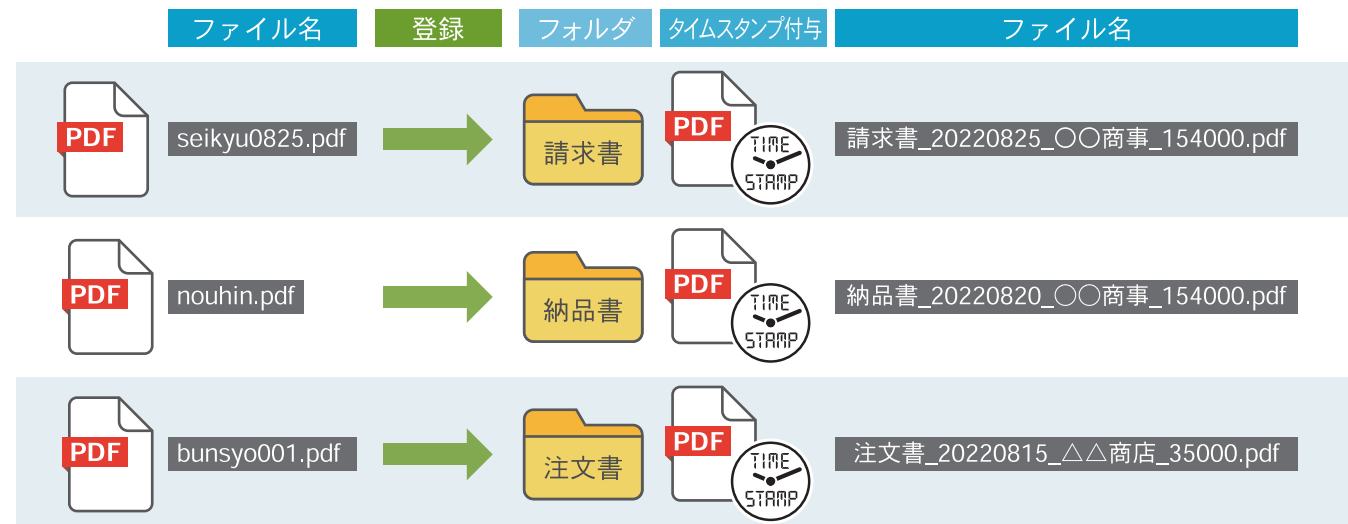 ファイル名 登録 フォルダ タイムスタンプ付与 ファイル名
PDF seikyu0825.pdf 請求書 PDF TIME STAMP 請求書_20220825_〇〇商事_154000.pdf
PDF nouhin.pdf 納品書 PDF TIME STAMP 納品書_20220820_〇〇商事_154000.pdf
PDF bunsyo001.pdf 注文書 PDF TIME STAMP 注文書_20220815_△△商店_35000.pdf